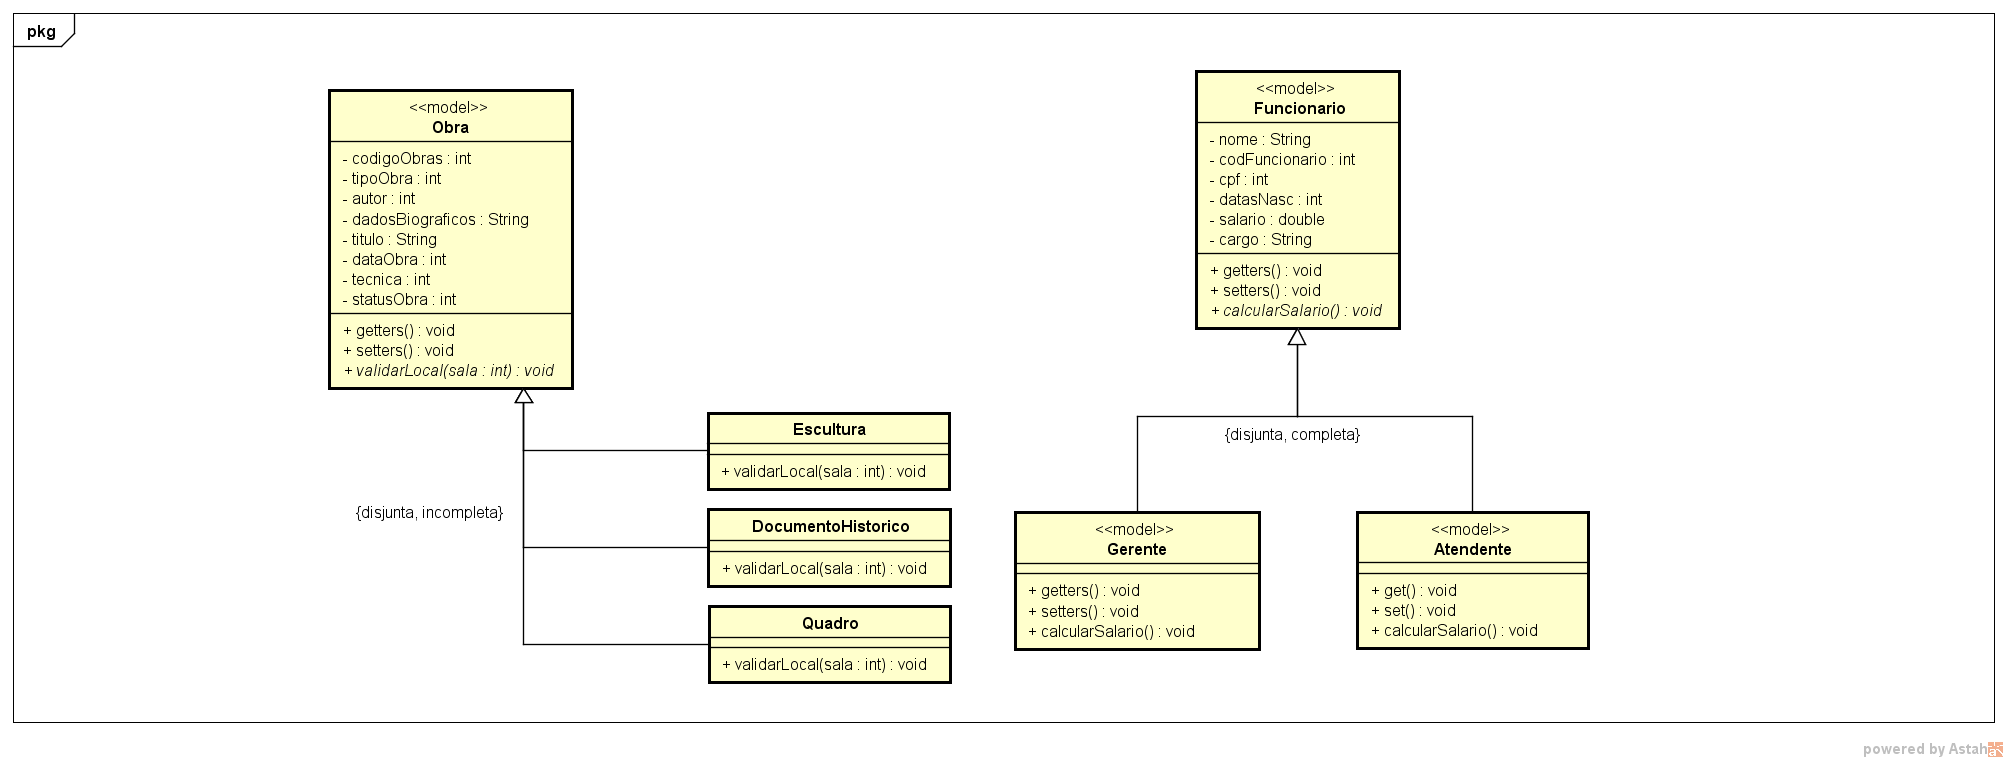 pkg
<<model>>
Obra
- codigoObras : int
- tipoObra : int
- autor : int
- dadosBiograficos : String
- titulo : String
- dataObra : int
- tecnica : int
- statusObra : int
+ getters() : void
+ setters() : void
+ validarLocal(sala : int) : void
{disjunta, incompleta}
Escultura
+ validarLocal(sala : int) : void
DocumentoHistorico
+ validarLocal(sala : int) : void
Quadro
+ validarLocal(sala : int) : void
<<model>>
Funcionario
- nome : String
- codFuncionario : int
- cpf : int
- datasNasc : int
- salario : double
- cargo : String
+ getters() : void
+ setters() : void
+ calcularSalario() : void
{disjunta, completa}
<<model>>
Gerente
+ getters() : void
+ setters() : void
+ calcularSalario() : void
<<model>>
Atendente
+ get() : void
+ set() : void
+ calcularSalario() : void
powered by Astah